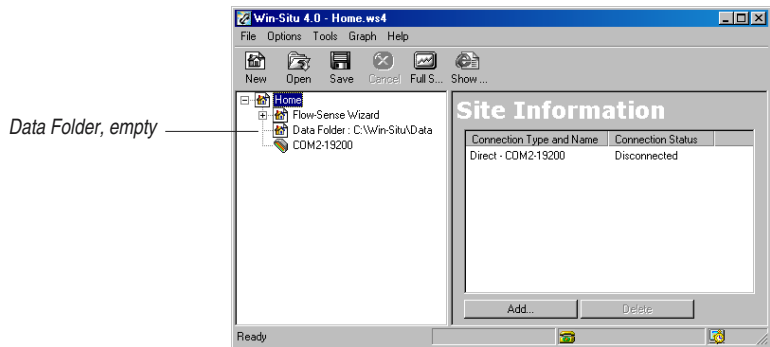 Win-Situ 4.0 - Home.ws4
File Options Tools Graph Help
New Open Save Cancel Full S... Show ...
Home
Flow-Sense Wizard
Data Folder : C:\Win-Situ\Data
COM2-19200
Data Folder, empty
Site Information
Connection Type and Name Connection Status
Direct - COM2-19200 Disconnected
Add... Delete
Ready